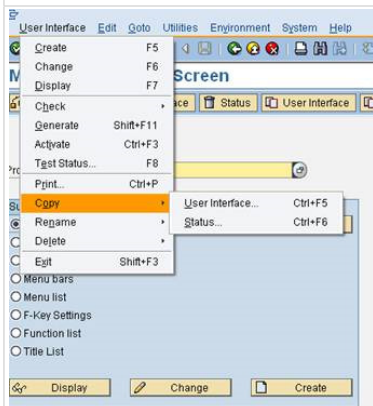 User Interface Edit Goto Utilities Environment System Help
Create F5
Change F6
Display F7
Check
Generate Shift+F11
Activate Ctrl+F3
Test Status... F8
Print... Ctrl+P
Copy
Rename
Delete
Exit Shift+F3
User Interface... Ctrl+F5
Status... Ctrl+F6
Screen
Status User Interface
Menu bars
Menu list
F-Key Settings
Function list
Title List
Display Change Create